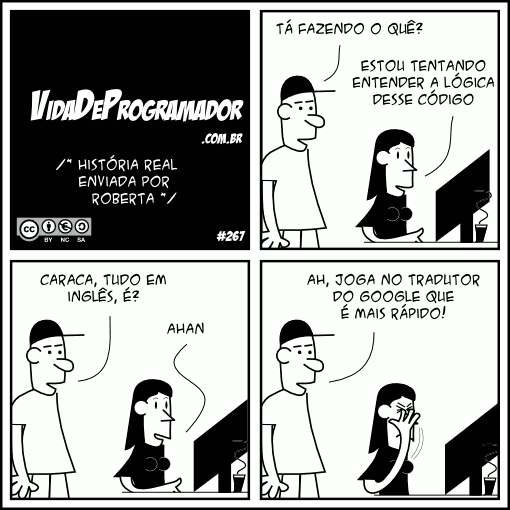 VIDADEPROGRAMADOR
.COM.BR
/* HISTÓRIA REAL
ENVIADA POR
ROBERTA */
cc
BY NC SA
#267
TÁ FAZENDO O QUÊ?
ESTOU TENTANDO
ENTENDER A LÓGICA
DESSE CÓDIGO
CARACA, TUDO EM
INGLÊS, É?
AHAN
AH, JOGA NO TRADUTOR
DO GOOGLE QUE
É MAIS RÁPIDO!